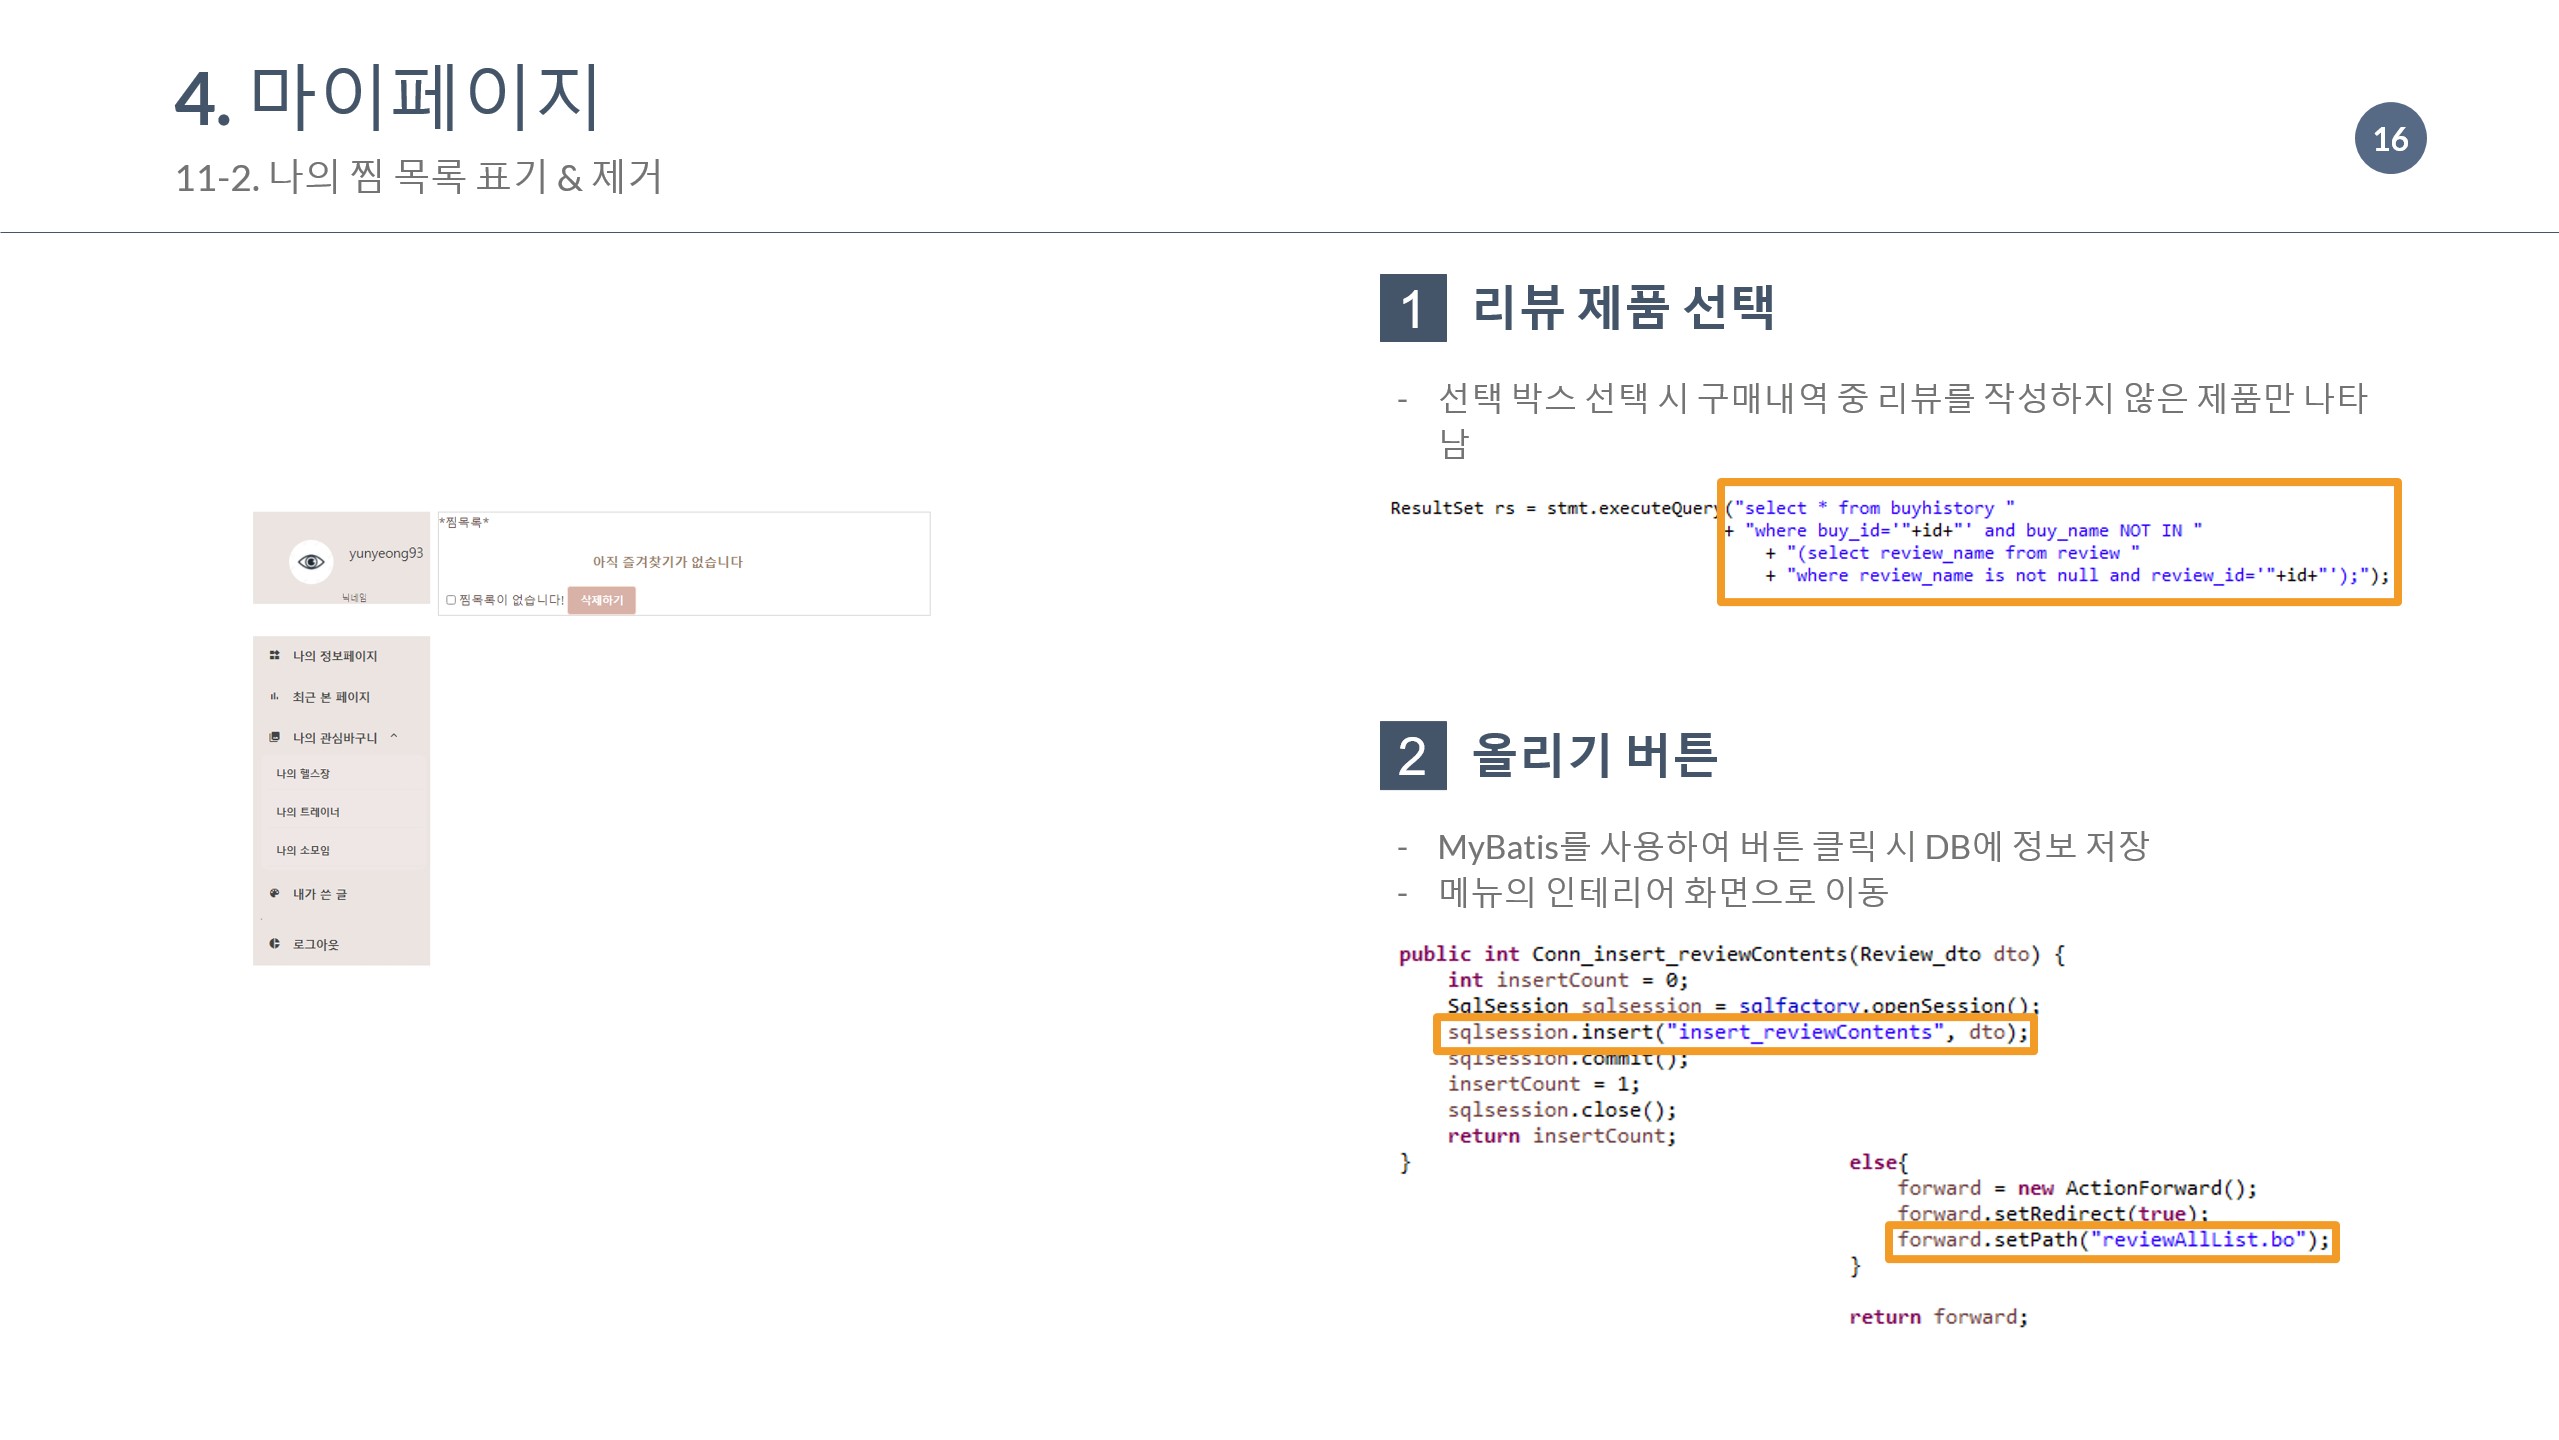 4. 마이페이지
11-2. 나의 찜 목록 표기 & 제거
16
yunyeong93
닉네임
*찜목록*
아직 즐겨찾기가 없습니다
찜목록이 없습니다! 삭제하기
나의 정보페이지
최근 본 페이지
나의 관심바구니
나의 헬스장
나의 트레이너
나의 소모임
내가 쓴 글
로그아웃
1 리뷰 제품 선택
- 선택 박스 선택 시 구매내역 중 리뷰를 작성하지 않은 제품만 나타
남
ResultSet rs = stmt.executeQuery("select * from buyhistory "
+ "where buy_id='"+id+"' and buy_name NOT IN "
+ "(select review_name from review "
+ "where review_name is not null and review_id='"+id+"');");
2 올리기 버튼
- MyBatis를 사용하여 버튼 클릭 시 DB에 정보 저장
- 메뉴의 인테리어 화면으로 이동
public int Conn_insert_reviewContents(Review_dto dto) {
int insertCount = 0;
SqlSession sqlsession = sqlfactory.openSession();
sqlsession.insert("insert_reviewContents", dto);
sqlsession.commit();
insertCount = 1;
sqlsession.close();
return insertCount;
}
else{
forward = new ActionForward();
forward.setRedirect(true);
forward.setPath("reviewAllList.bo");
}
return forward;